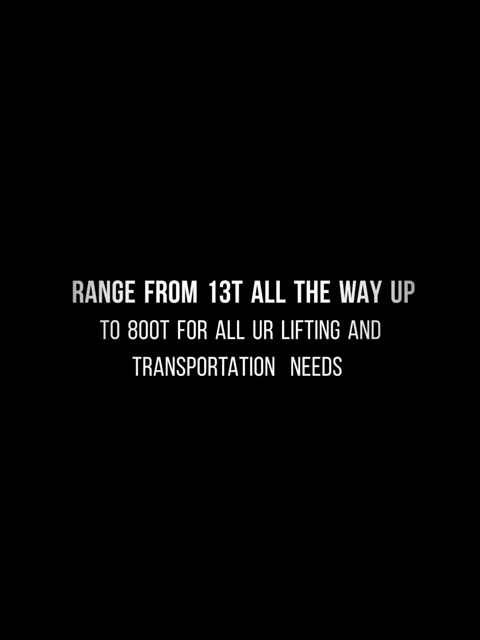 RANGE FROM 13T ALL THE WAY UP
TO 800T FOR ALL UR LIFTING AND
TRANSPORTATION NEEDS